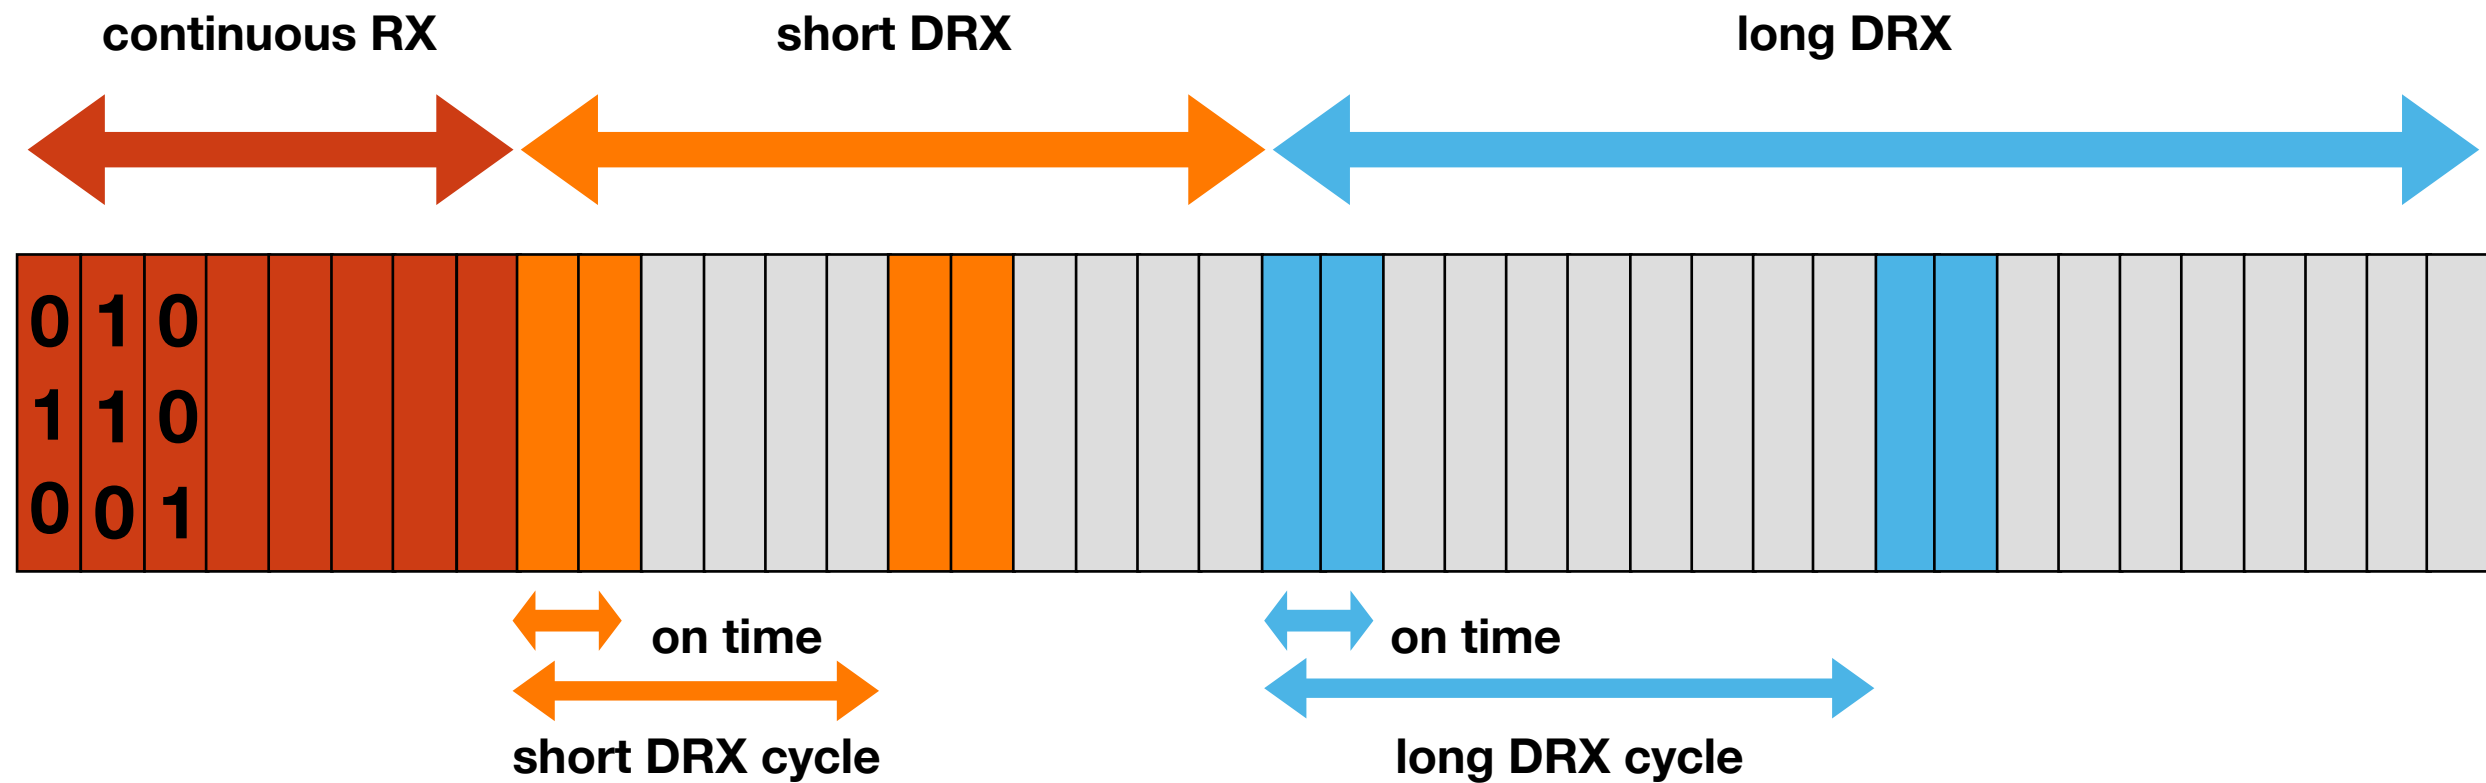 continuous RX short DRX long DRX
0 1 0
1 1 0
0 0 1
on time on time
short DRX cycle long DRX cycle